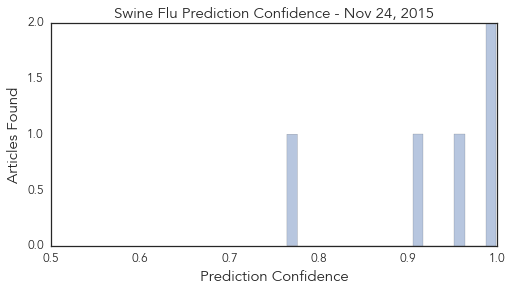 Swine Flu Prediction Confidence - Nov 24, 2015
2.0
1.5
1.0
0.5
0.0
Articles Found
0.5 0.6 0.7 0.8 0.9 1.0
Prediction Confidence